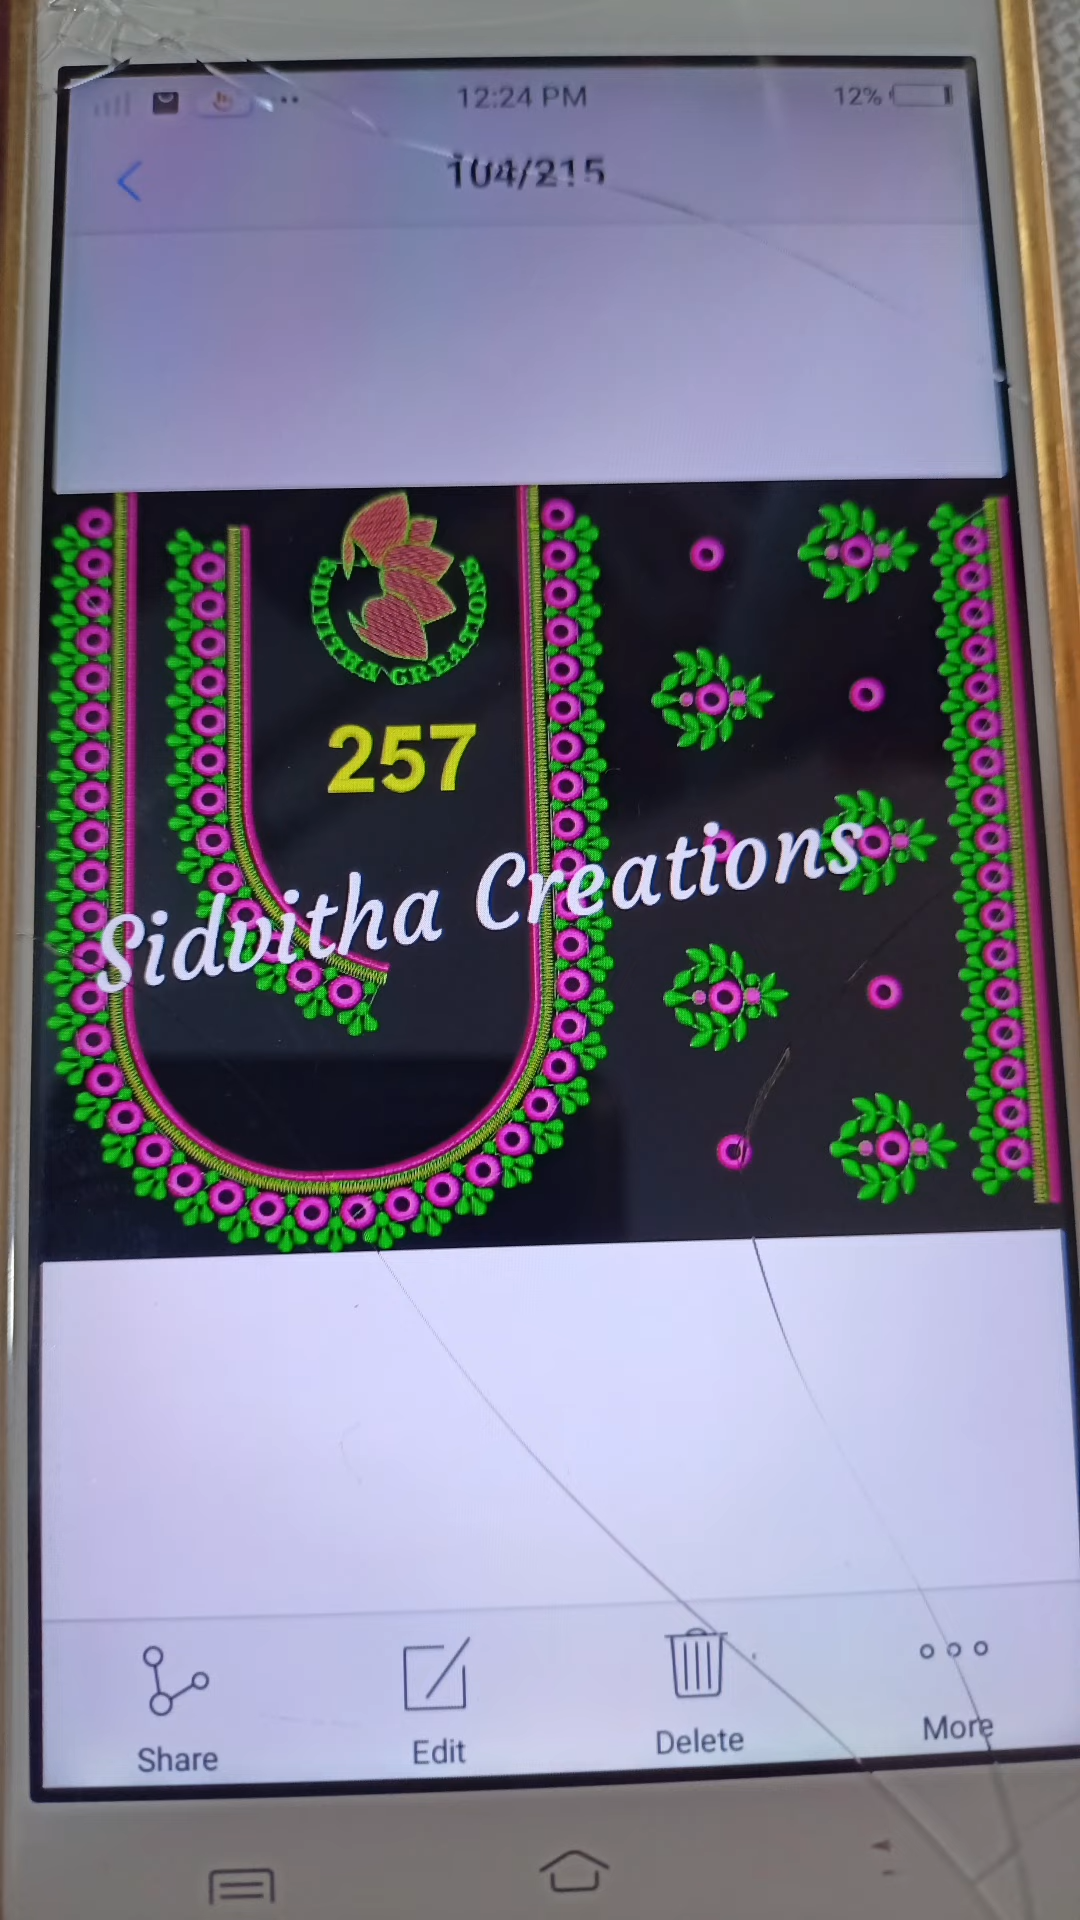 12:24 PM
12%
104/215
SIDVITHA CREATIONS
257
Sidvitha Creations
Share
Edit
Delete
More